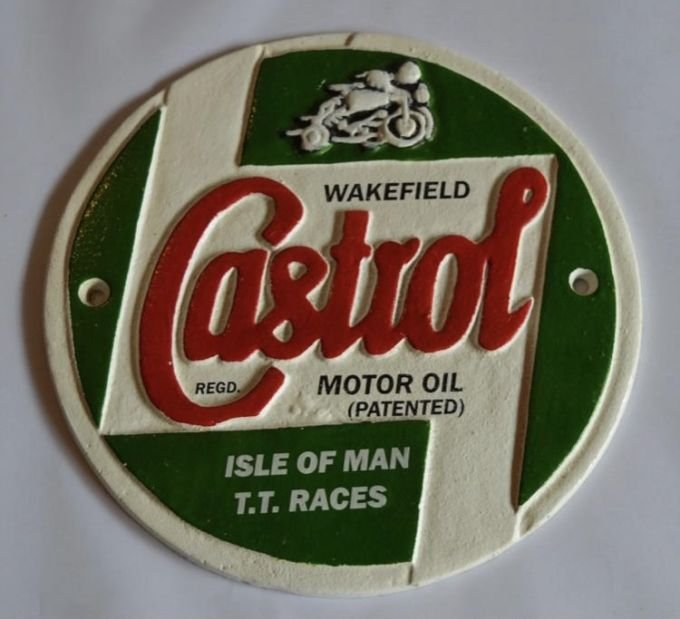 WAKEFIELD
Castrol
REGD. MOTOR OIL
(PATENTED)
ISLE OF MAN
T.T. RACES